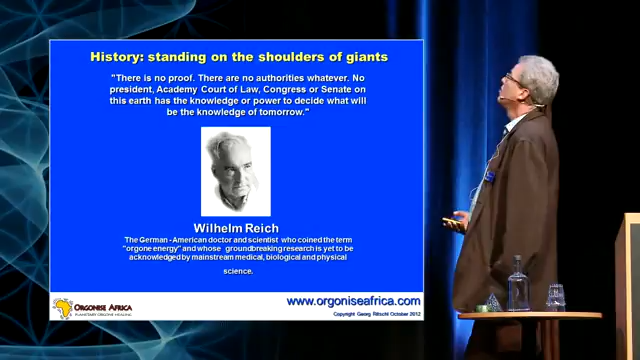 History: standing on the shoulders of giants
"There is no proof. There are no authorities whatever. No
president, Academy Court of Law, Congress or Senate on
this earth has the knowledge or power to decide what will
be the knowledge of tomorrow."
Wilhelm Reich
The German - American doctor and scientist who coined the term
"orgone energy" and whose groundbreaking research is yet to be
acknowledged by mainstream medical, biological and physical
science.
ORGONISE AFRICA
PLANETARY ORGONE HEALING
www.orgoniseafrica.com
Copyright Georg Ritschl October 2012